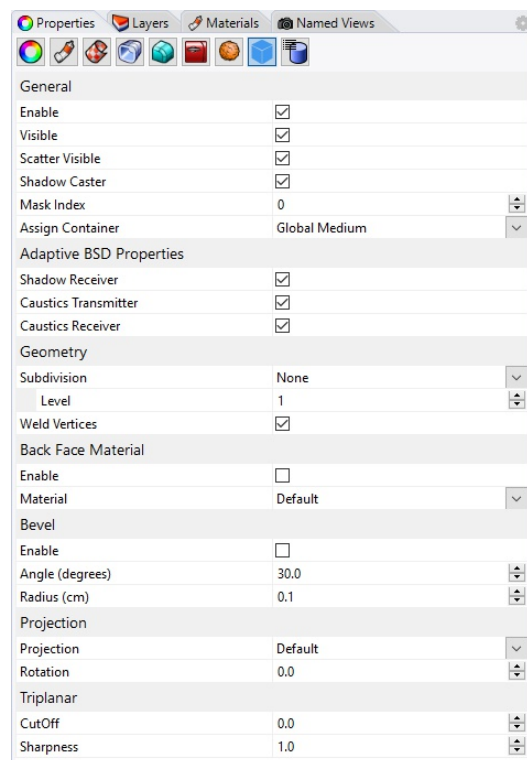 Properties Layers Materials Named Views
General
Enable
Visible
Scatter Visible
Shadow Caster
Mask Index 0
Assign Container Global Medium
Adaptive BSD Properties
Shadow Receiver
Caustics Transmitter
Caustics Receiver
Geometry
Subdivision None
Level 1
Weld Vertices
Back Face Material
Enable
Material Default
Bevel
Enable
Angle (degrees) 30.0
Radius (cm) 0.1
Projection
Projection Default
Rotation 0.0
Triplanar
CutOff 0.0
Sharpness 1.0